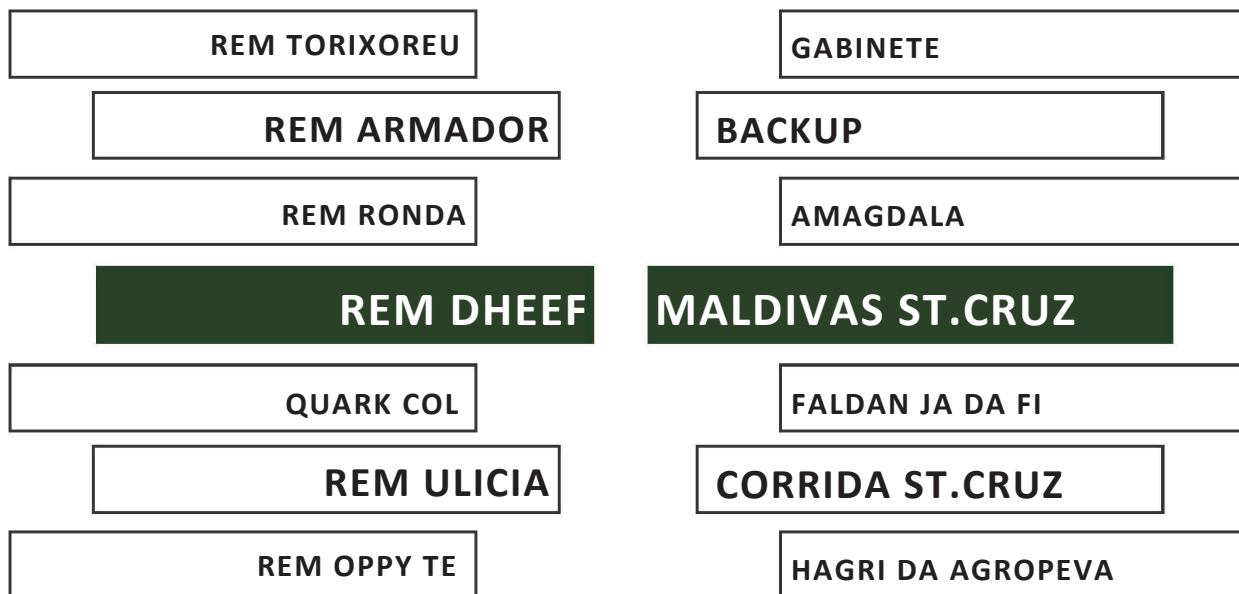 REM TORIXOREU
GABINETE
REM ARMADOR
BACKUP
REM RONDA
AMAGDALA
REM DHEEF
MALDIVAS ST.CRUZ
QUARK COL
FALDAN JA DA FI
REM ULICIA
CORRIDA ST.CRUZ
REM OPPY TE
HAGRI DA AGROPEVA